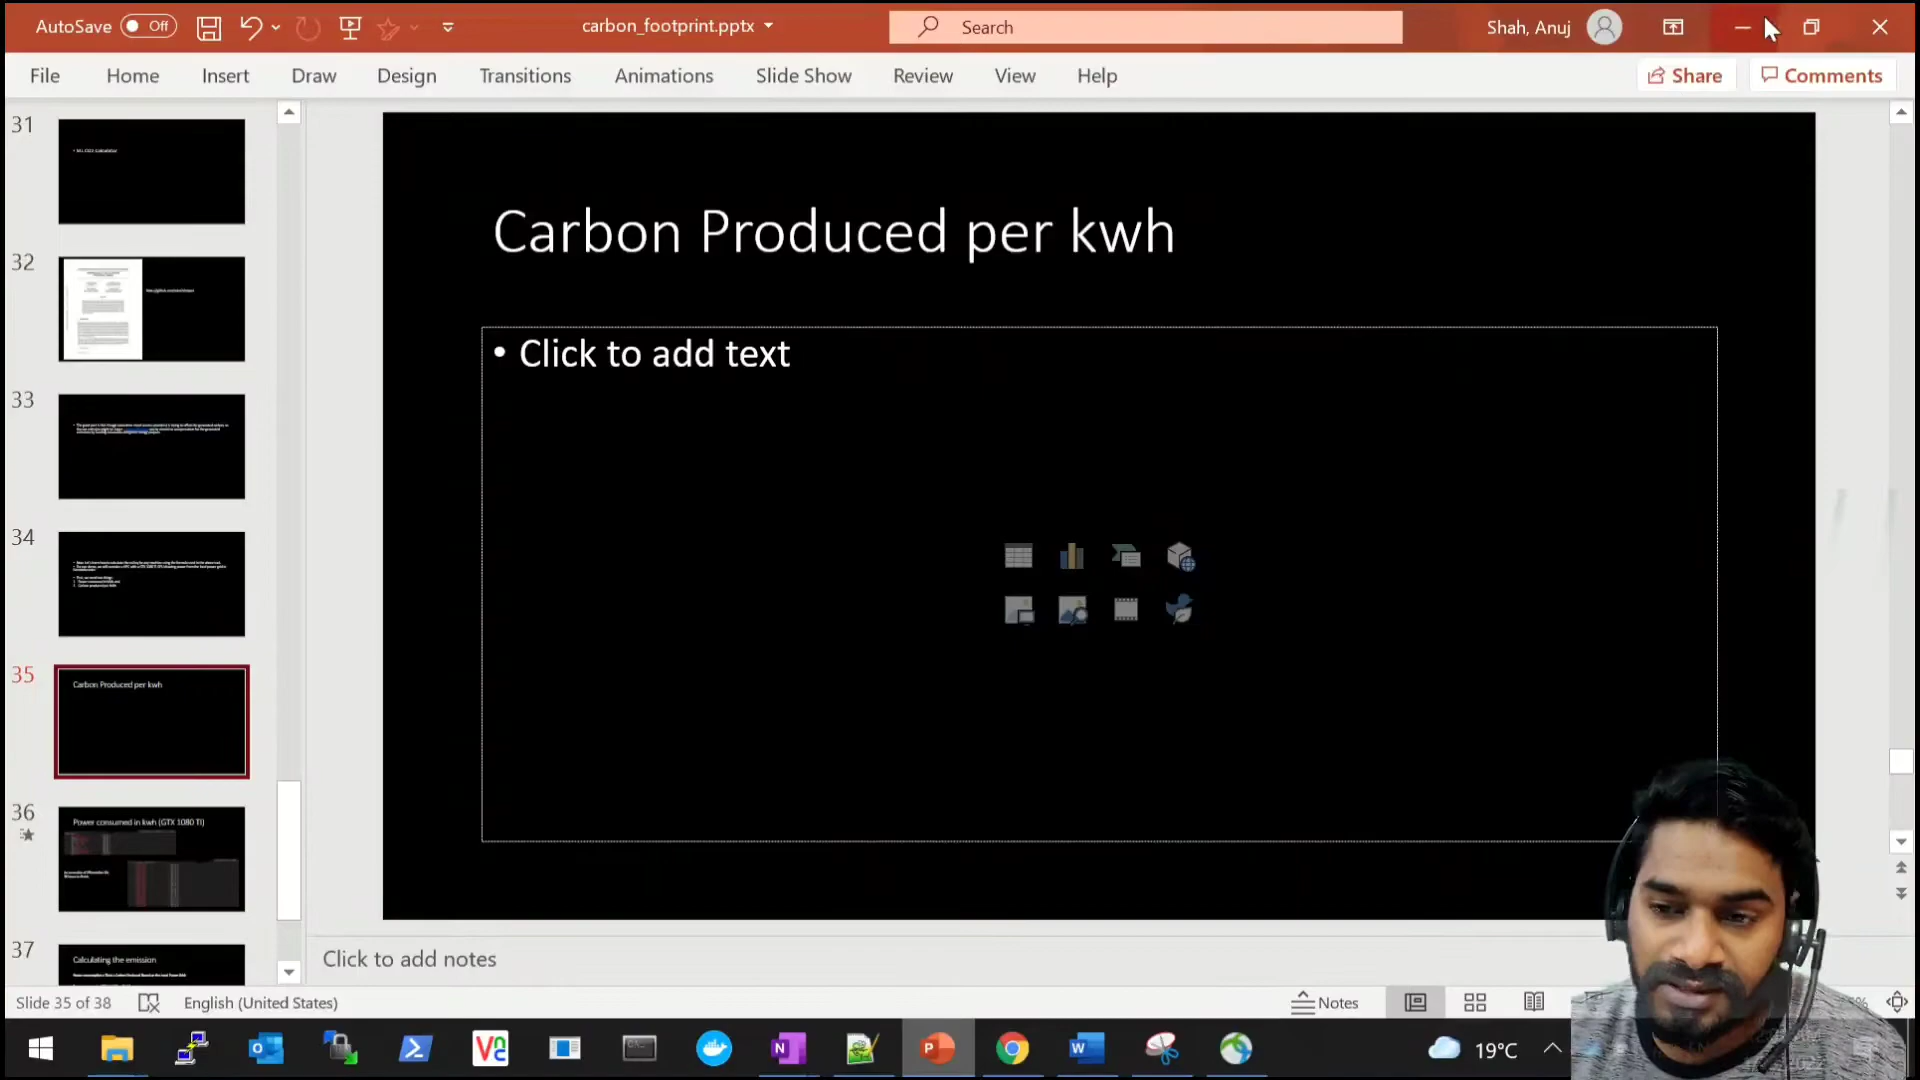 AutoSave Off carbon_footprint.pptx Search Shah, Anuj
File Home Insert Draw Design Transitions Animations Slide Show Review View Help Share Comments
31
32
33
34
35
Carbon Produced per kwh
36
Power consumed in kwh (GTX 1080 TI)
37
Calculating the emission
Carbon Produced per kwh
• Click to add text
Click to add notes
Slide 35 of 38 English (United States) Notes
19°C